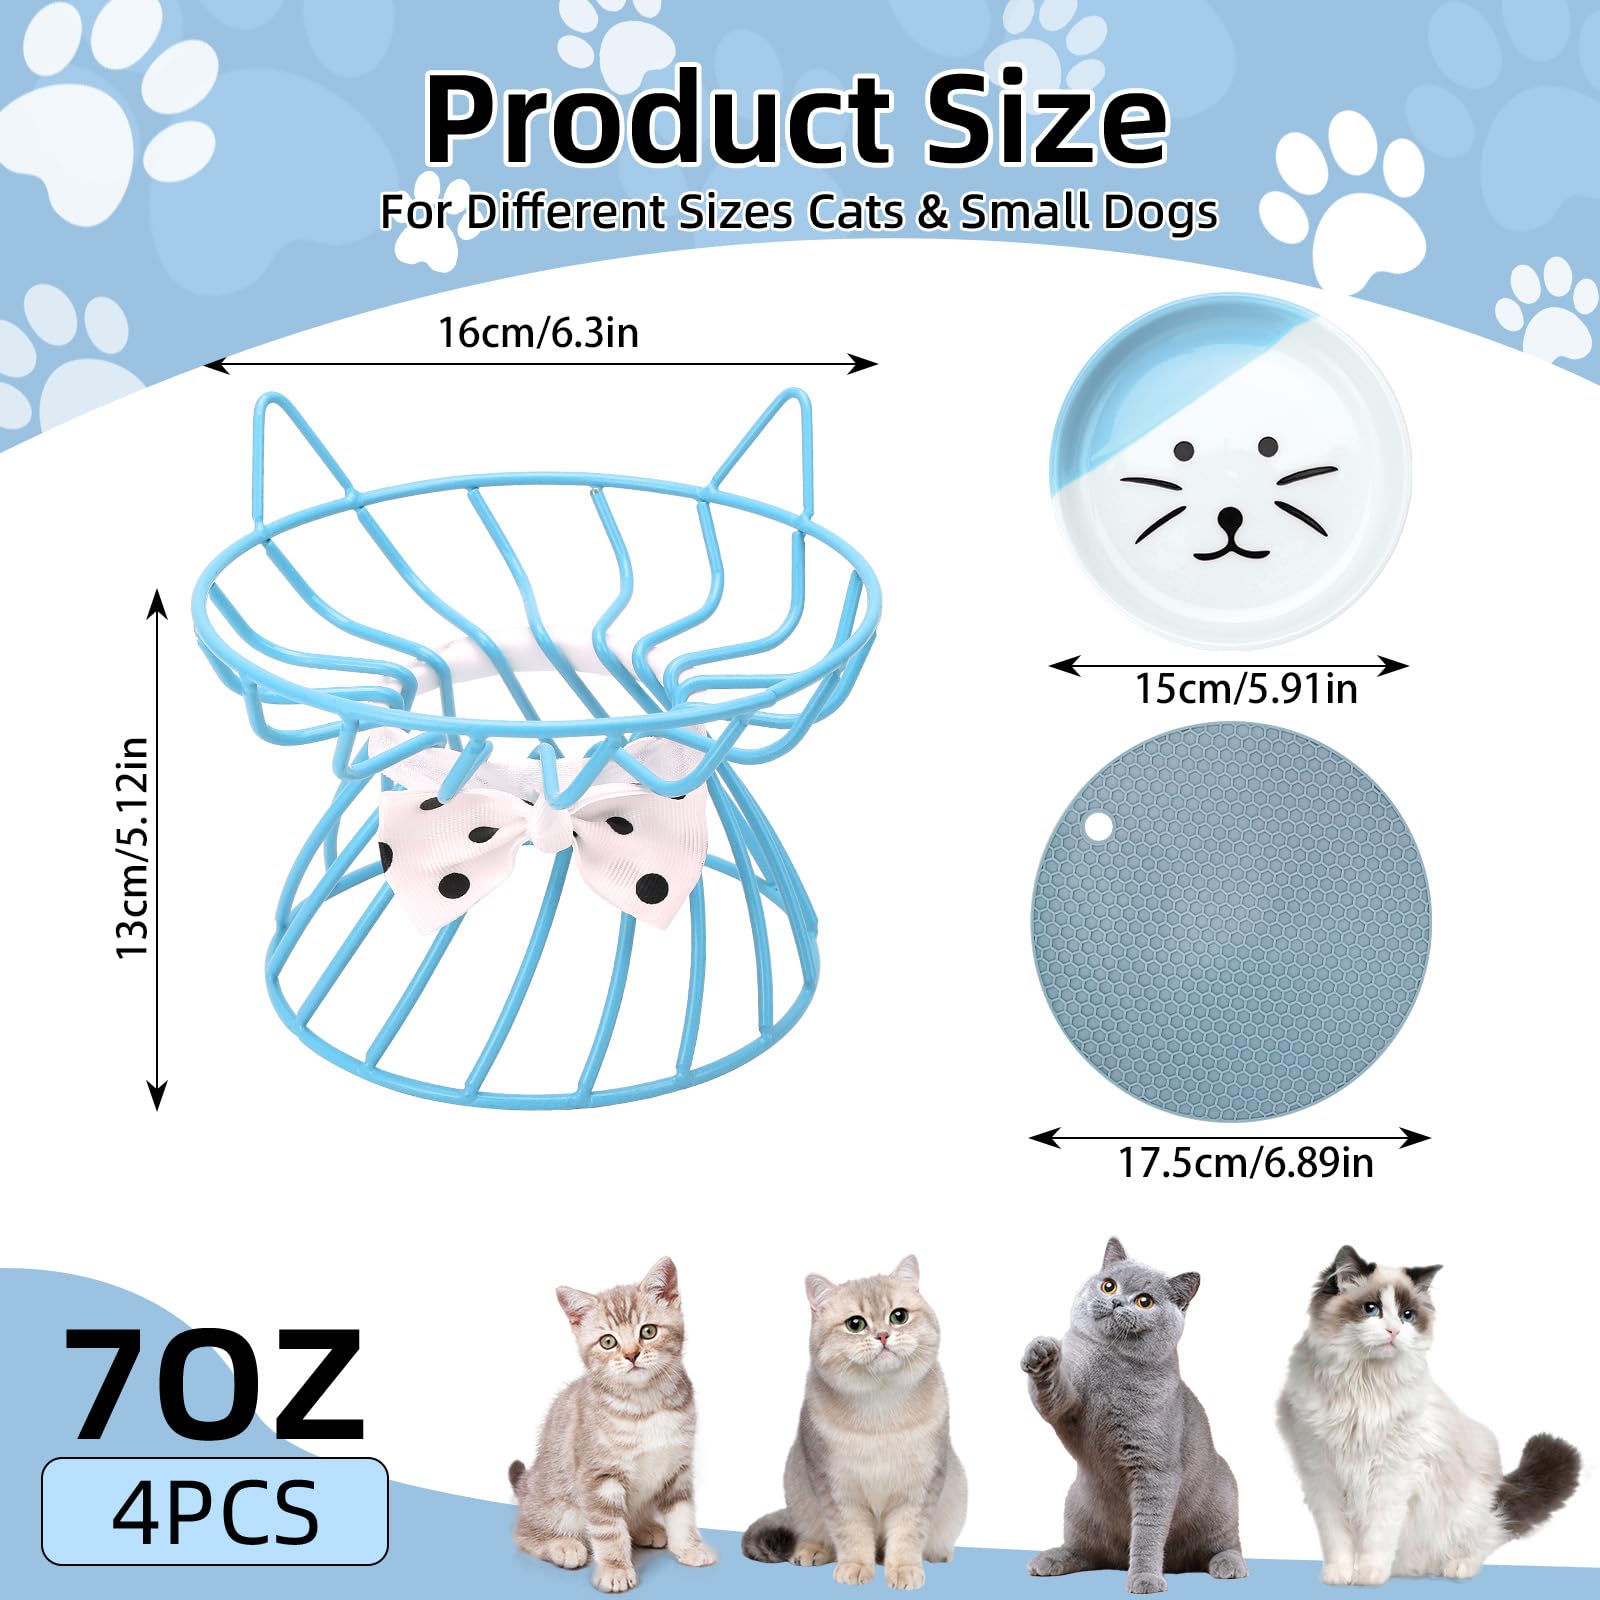 Product Size
For Different Sizes Cats & Small Dogs
16cm/6.3in
13cm/5.12in
15cm/5.91in
17.5cm/6.89in
7OZ
4PCS